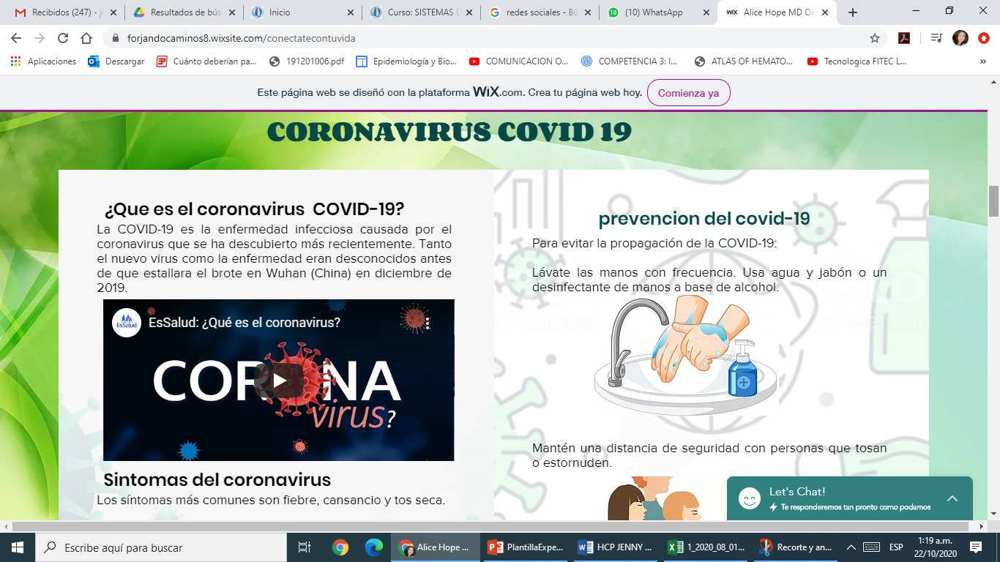 Recibidos (247) - je
Resultados de bús
Inicio
Curso: SISTEMAS D
redes sociales - Bú
(10) WhatsApp
WIX
Alice Hope MD On
forjandocaminos8.wixsite.com/conectatecontuvida
Aplicaciones
Descargar
Cuánto deberían pa...
191201006.pdf
Epidemiología y Bio...
COMUNICACION O...
COMPETENCIA 3: I...
ATLAS OF HEMATO...
Tecnologica FITEC L...
»
Este página web se diseñó con la plataforma WiX.com. Crea tu página web hoy.
Comienza ya
CORONAVIRUS COVID 19
¿Que es el coronavirus COVID-19?
La COVID-19 es la enfermedad infecciosa causada por el
coronavirus que se ha descubierto más recientemente. Tanto
el nuevo virus como la enfermedad eran desconocidos antes
de que estallara el brote en Wuhan (China) en diciembre de
2019.
EsSalud
EsSalud: ¿Qué es el coronavirus?
CORONA
virus?
Sintomas del coronavirus
Los síntomas más comunes son fiebre, cansancio y tos seca.
prevencion del covid-19
Para evitar la propagación de la COVID-19:
Lávate las manos con frecuencia. Usa agua y jabón o un
desinfectante de manos a base de alcohol.
Mantén una distancia de seguridad con personas que tosan
o estornuden.
Let's Chat!
Te responderemos tan pronto como podamos
Escribe aquí para buscar
Alice Hope ...
PlantillaExpe...
HCP JENNY ...
1_2020_08_01...
Recorte y an...
ESP
1:19 a.m.
22/10/2020